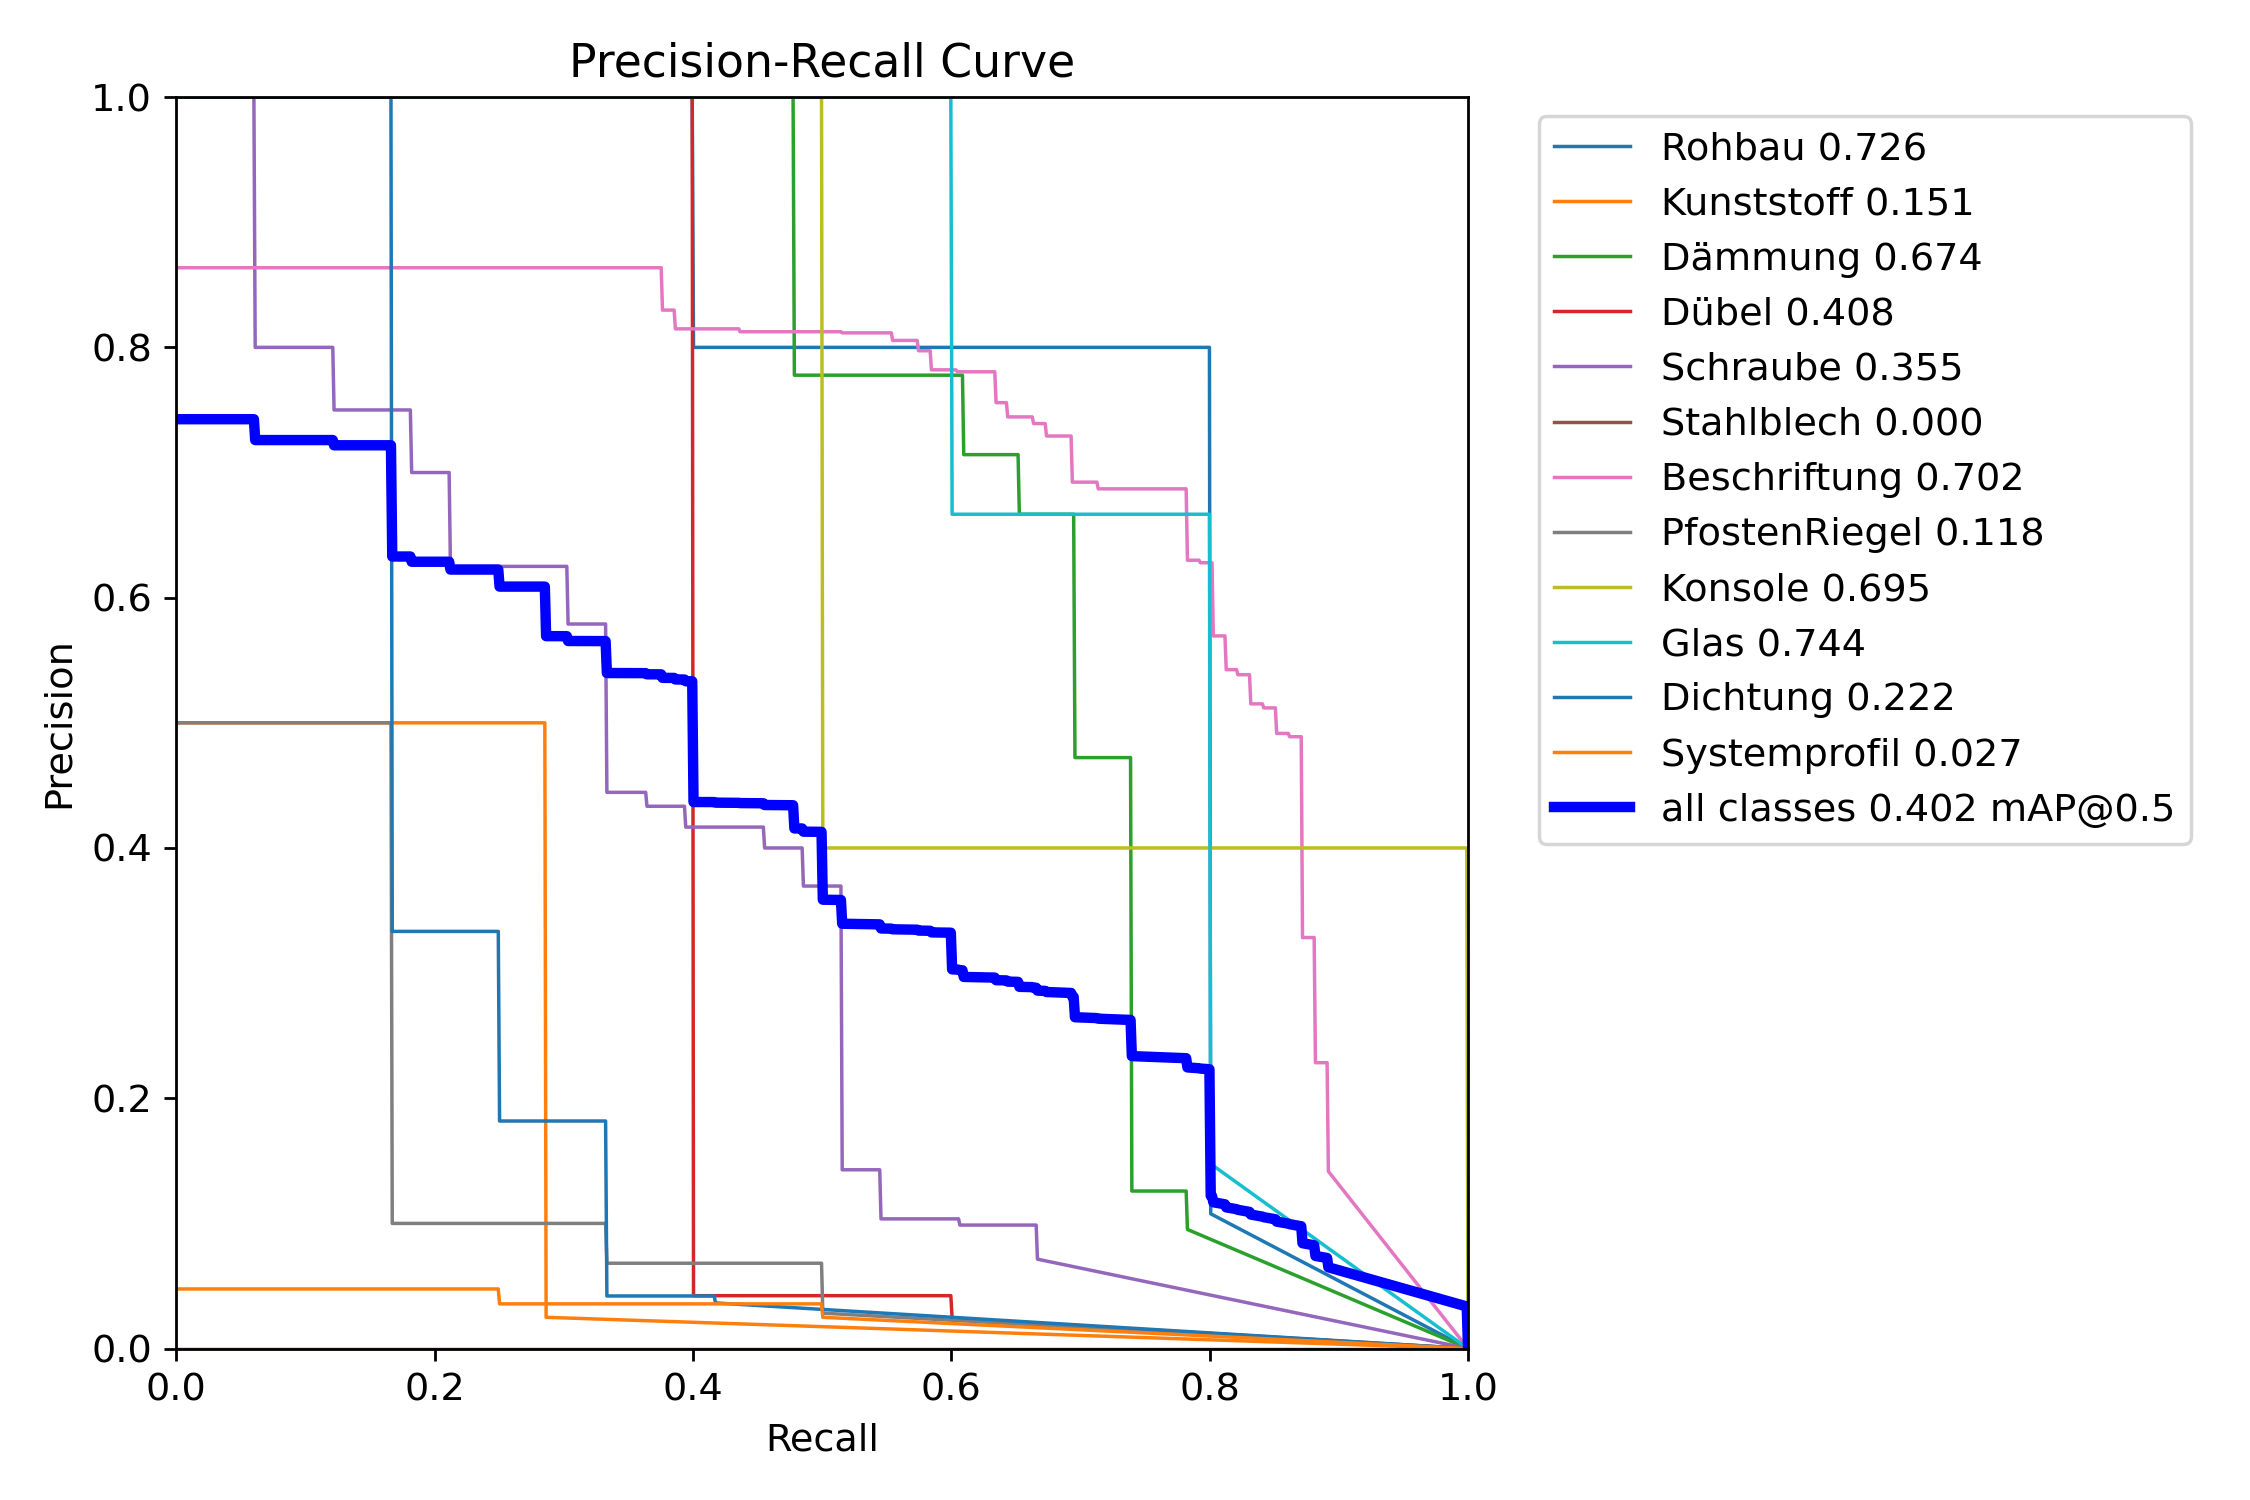 Precision-Recall Curve
1.0
0.8
0.6
0.4
0.2
0.0
Precision
0.0 0.2 0.4 0.6 0.8 1.0
Recall
Rohbau 0.726
Kunststoff 0.151
Dämmung 0.674
Dübel 0.408
Schraube 0.355
Stahlblech 0.000
Beschriftung 0.702
PfostenRiegel 0.118
Konsole 0.695
Glas 0.744
Dichtung 0.222
Systemprofil 0.027
all classes 0.402 mAP@0.5